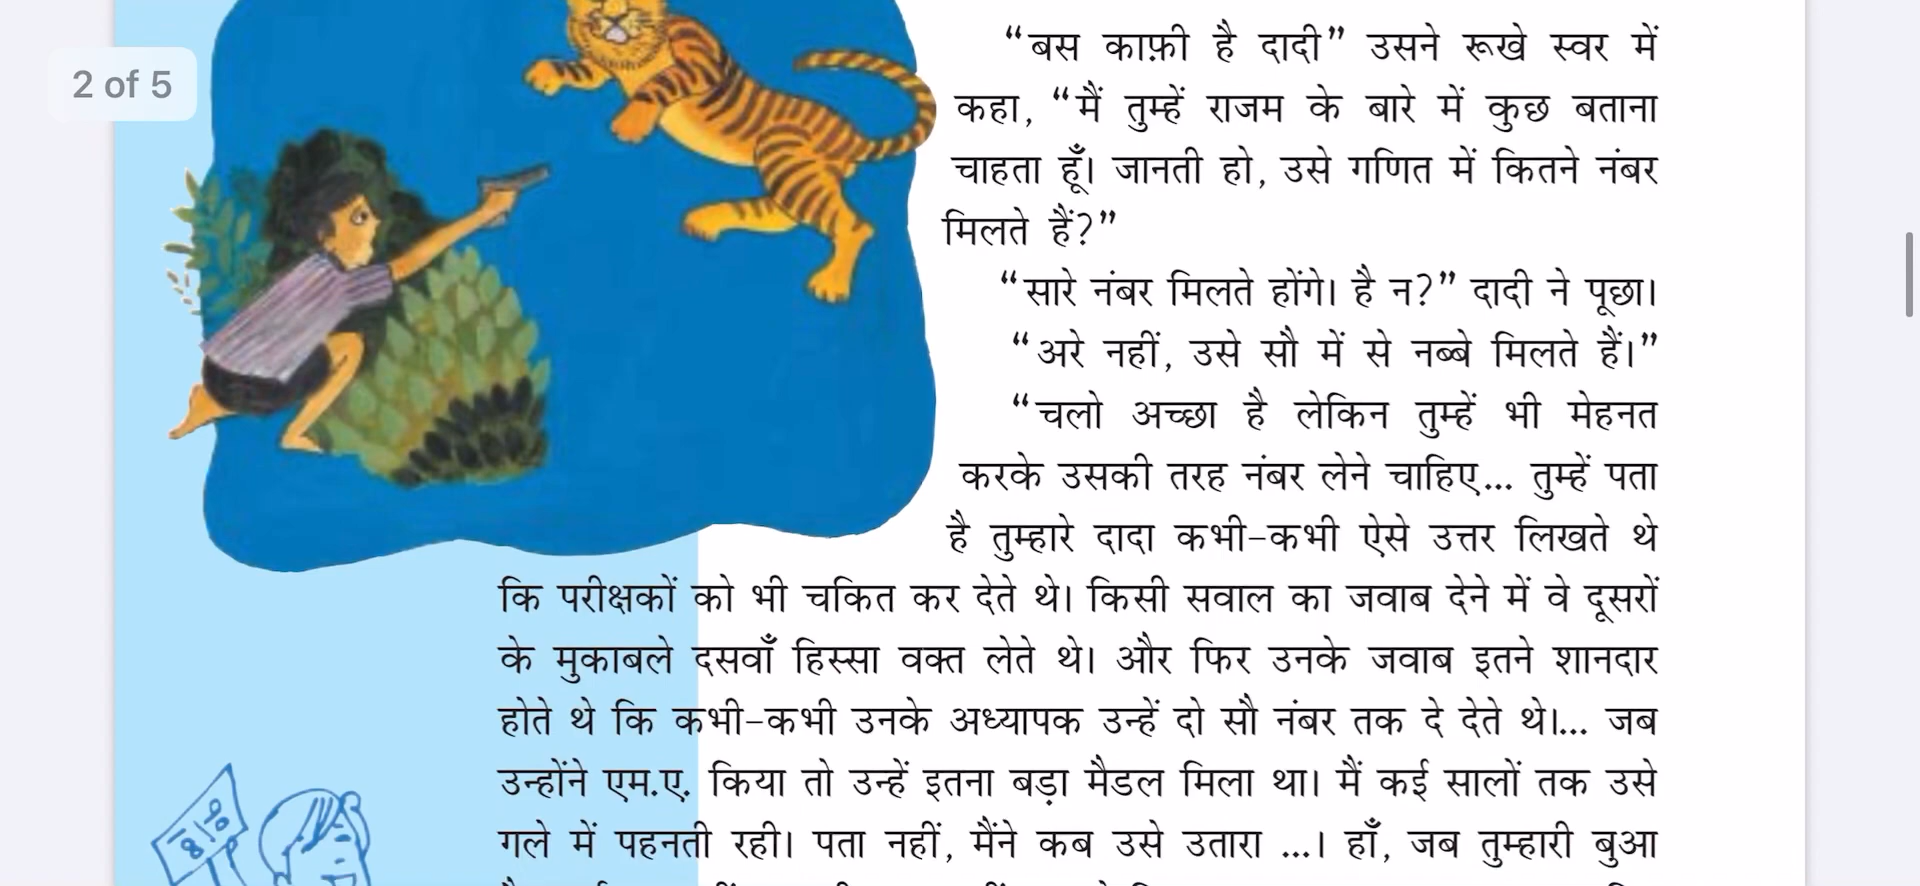 2 of 5
“बस काफ़ी है दादी” उसने रूखे स्वर में
कहा, “मैं तुम्हें राजम के बारे में कुछ बताना
चाहता हूँ। जानती हो, उसे गणित में कितने नंबर
मिलते हैं?”
“सारे नंबर मिलते होंगे। है न?” दादी ने पूछा।
“अरे नहीं, उसे सौ में से नब्बे मिलते हैं।”
“चलो अच्छा है लेकिन तुम्हें भी मेहनत
करके उसकी तरह नंबर लेने चाहिए... तुम्हें पता
है तुम्हारे दादा कभी-कभी ऐसे उत्तर लिखते थे
कि परीक्षकों को भी चकित कर देते थे। किसी सवाल का जवाब देने में वे दूसरों
के मुकाबले दसवाँ हिस्सा वक्त लेते थे। और फिर उनके जवाब इतने शानदार
होते थे कि कभी-कभी उनके अध्यापक उन्हें दो सौ नंबर तक दे देते थे।... जब
उन्होंने एम.ए. किया तो उन्हें इतना बड़ा मैडल मिला था। मैं कई सालों तक उसे
गले में पहनती रही। पता नहीं, मैंने कब उसे उतारा ...। हाँ, जब तुम्हारी बुआ